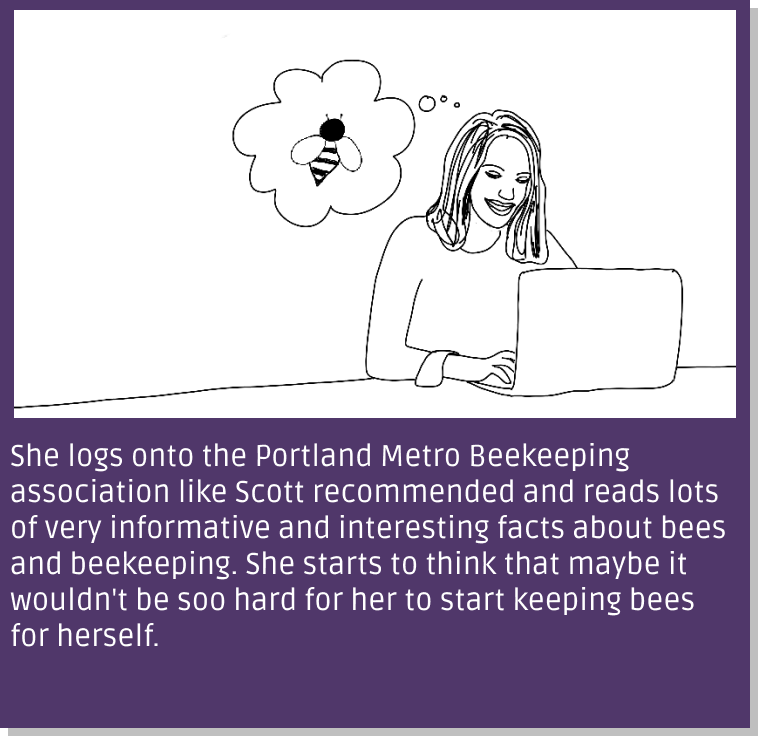 She logs onto the Portland Metro Beekeeping
association like Scott recommended and reads lots
of very informative and interesting facts about bees
and beekeeping. She starts to think that maybe it
wouldn't be soo hard for her to start keeping bees
for herself.